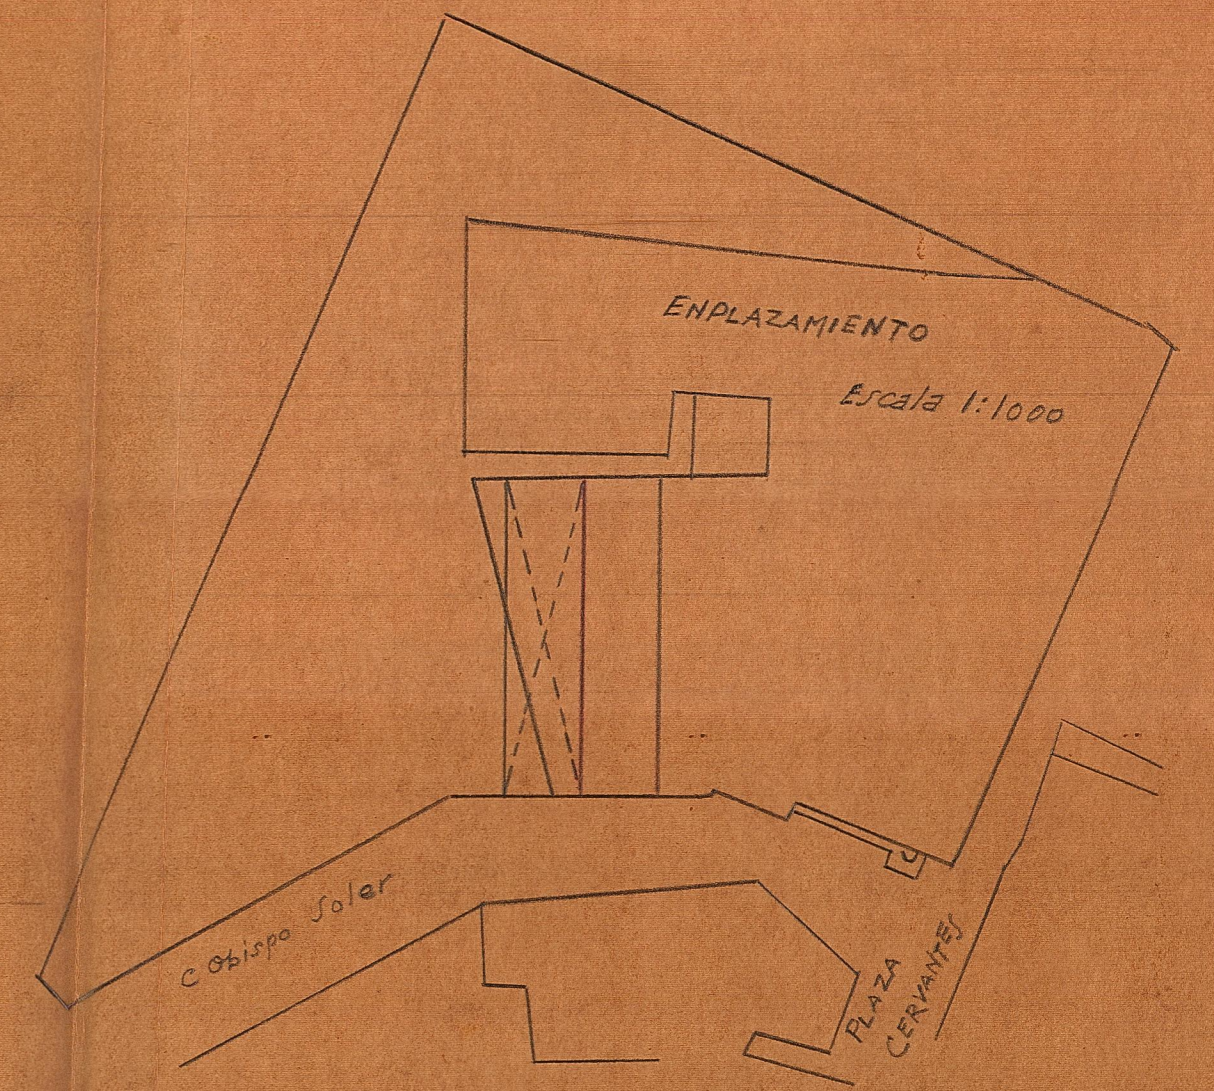 ENPLAZAMIENTO
Escala 1:1000
C Obispo Soler
PLAZA
CERVANTES